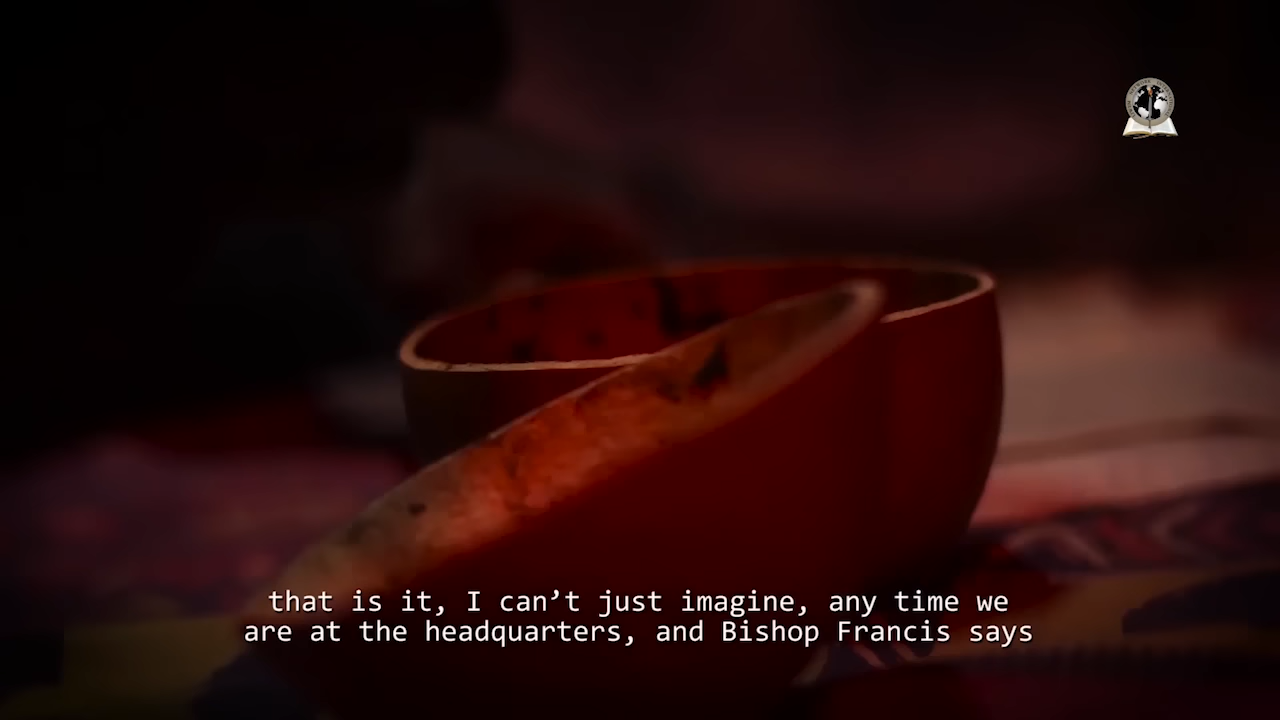 that is it, I can’t just imagine, any time we
are at the headquarters, and Bishop Francis says